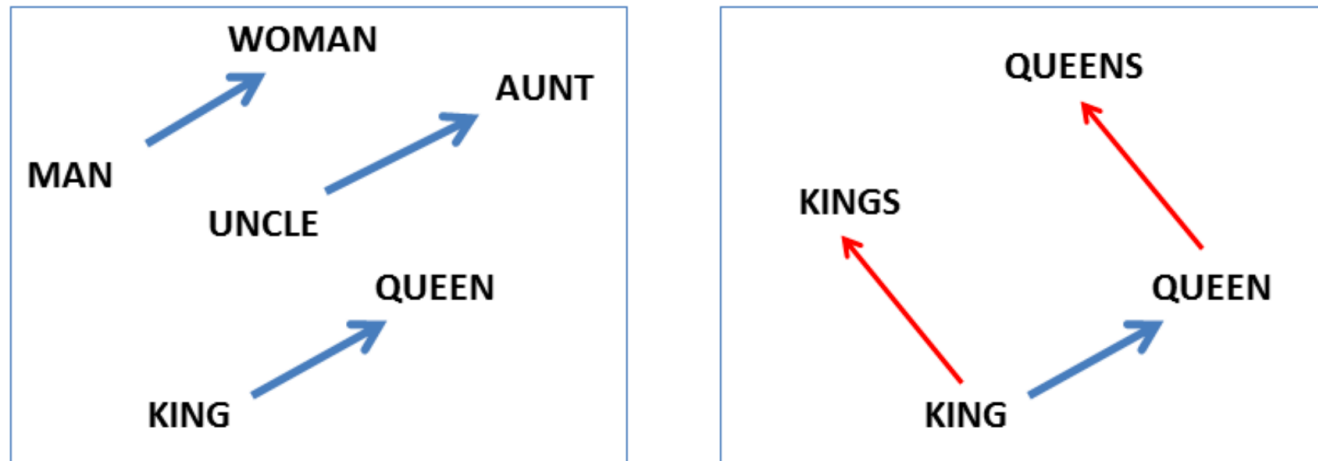 WOMAN
AUNT
MAN
UNCLE
QUEEN
KING
QUEENS
KINGS
QUEEN
KING